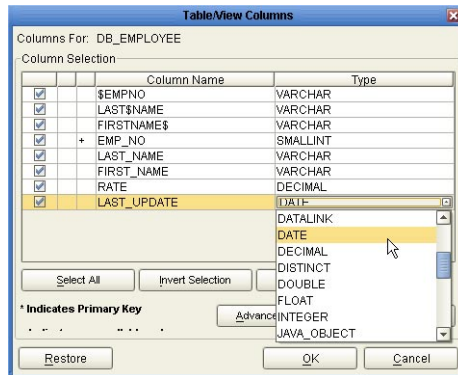 Table/View Columns
Columns For: DB_EMPLOYEE
Column Selection
Column Name Type
$EMPNO VARCHAR
LAST$NAME VARCHAR
FIRSTNAME$ VARCHAR
+ EMP_NO SMALLINT
LAST_NAME VARCHAR
FIRST_NAME VARCHAR
RATE DECIMAL
LAST_UPDATE DATE
DATALINK
DATE
DECIMAL
DISTINCT
DOUBLE
FLOAT
INTEGER
JAVA_OBJECT
Select All Invert Selection
* Indicates Primary Key
Restore OK Cancel